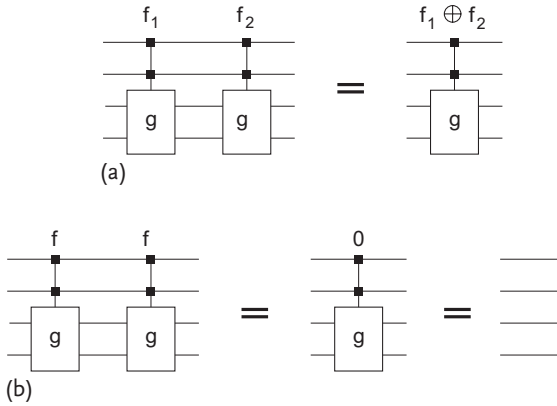 f1 f2 = f1 ⊕ f2
g g g
(a)
f f = 0 =
g g g
(b)